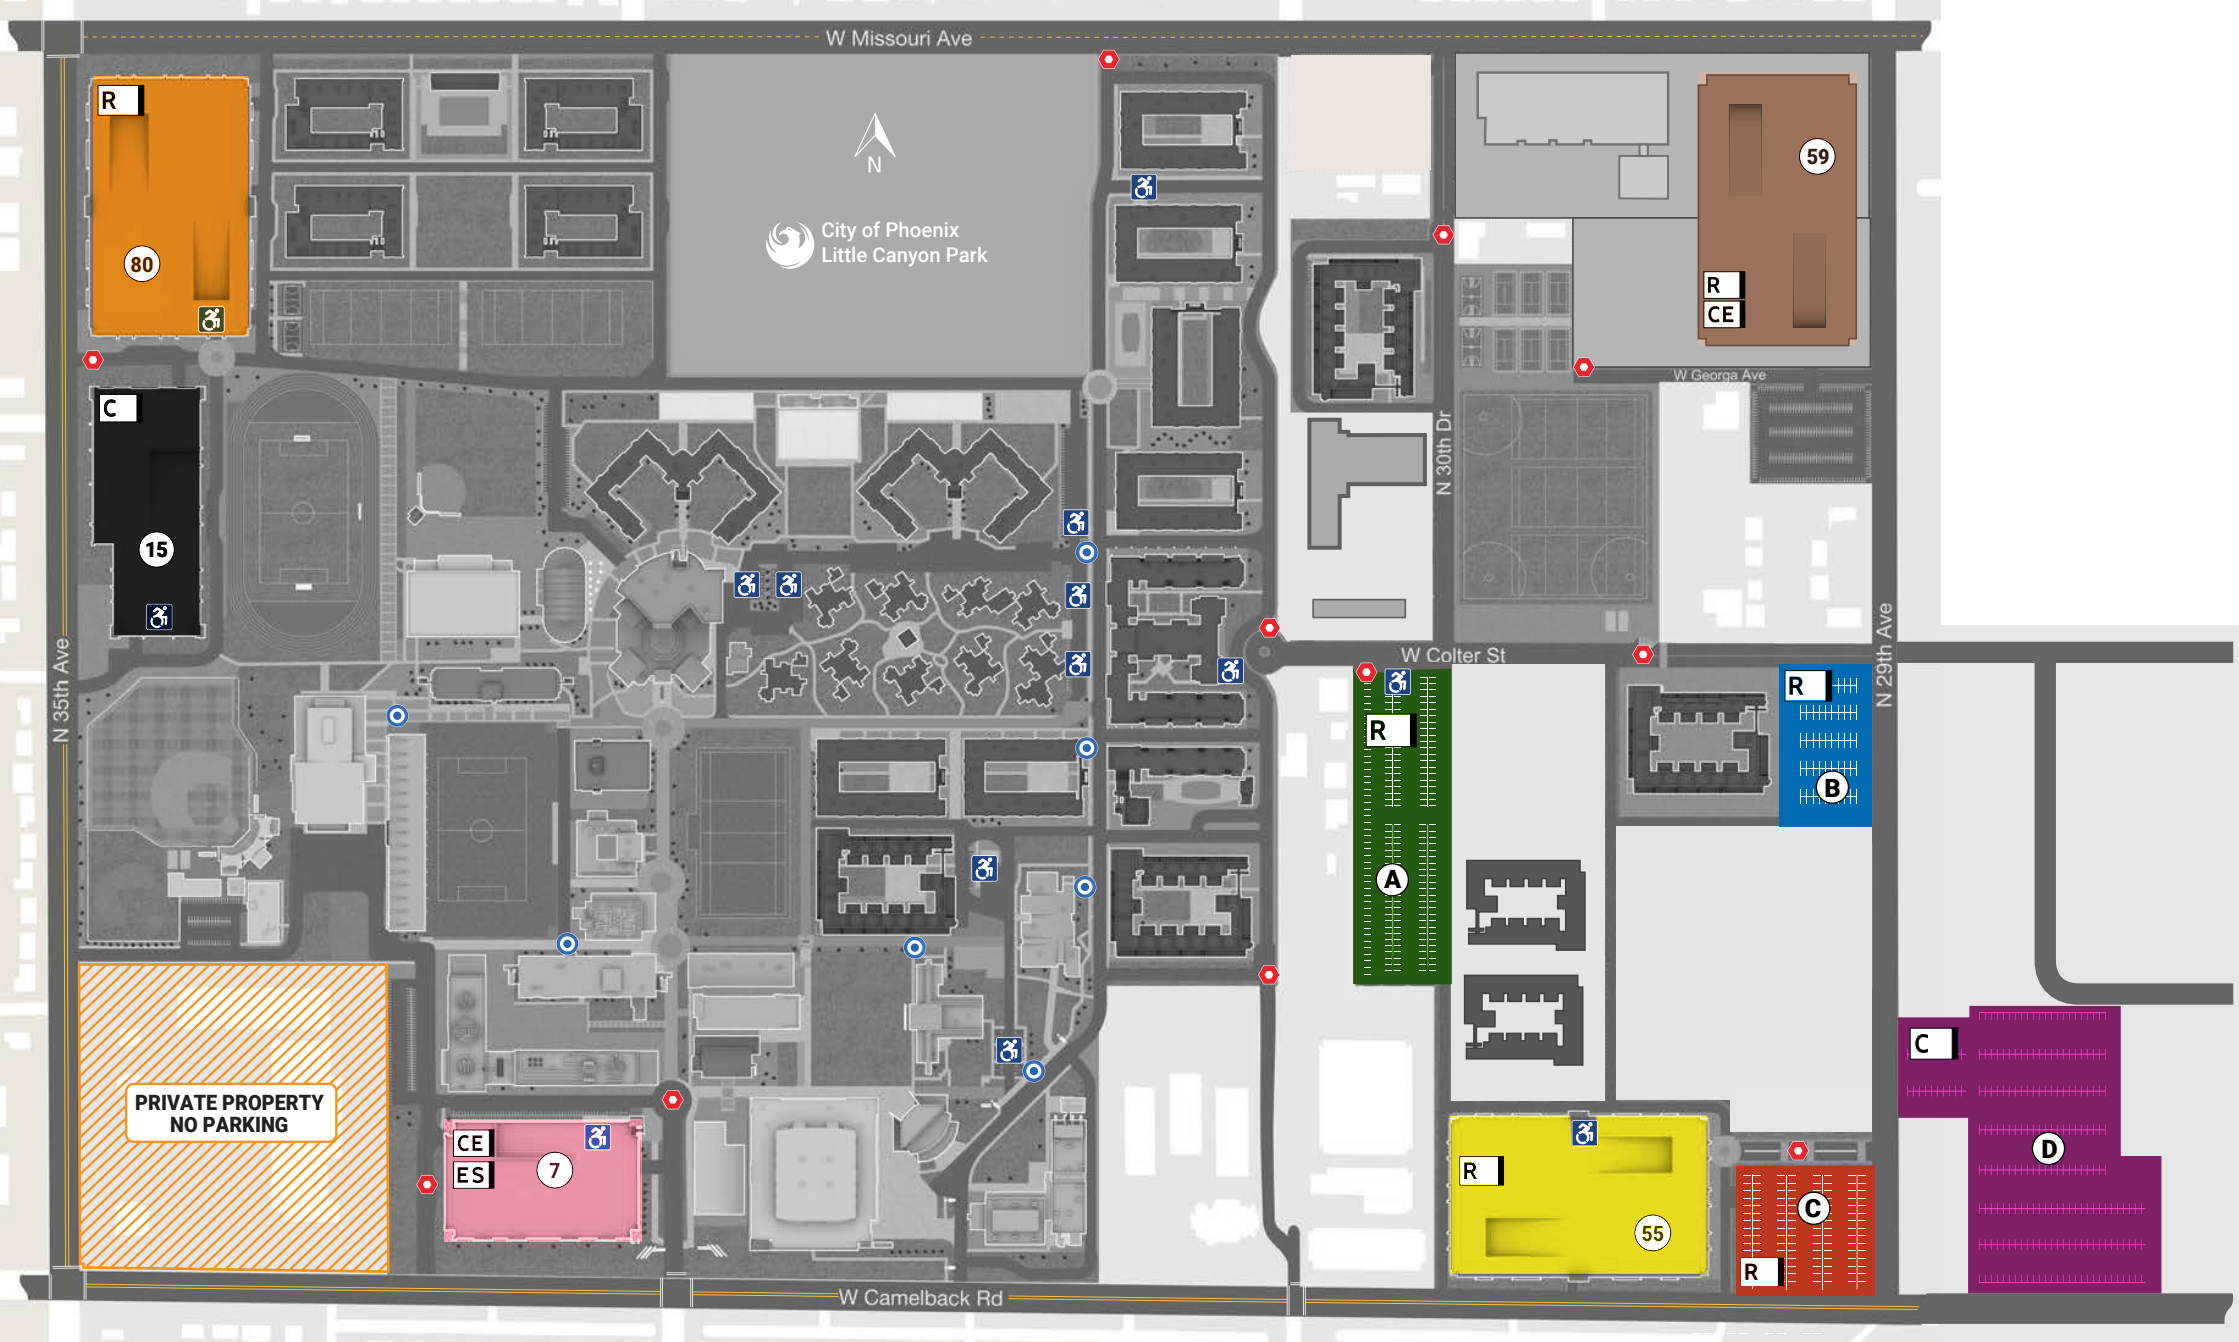 W Missouri Ave
R
80
N
City of Phoenix
Little Canyon Park
59
R
CE
W Georga Ave
C
15
N 30th Dr
N 35th Ave
N 29th Ave
W Colter St
R
A
R
B
PRIVATE PROPERTY
NO PARKING
CE
ES
7
R
55
C
R
C
D
W Camelback Rd